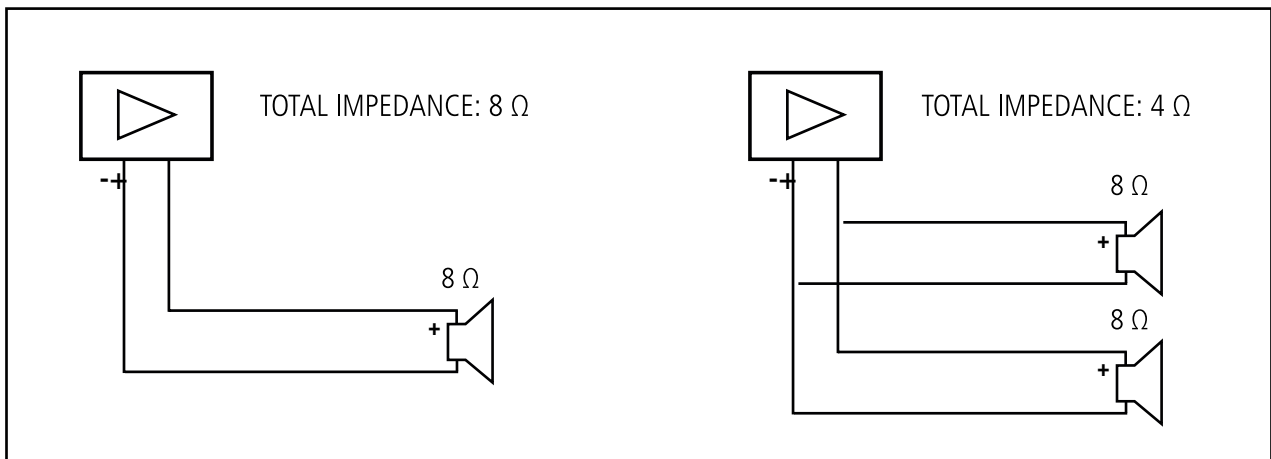 TOTAL IMPEDANCE: 8 Ω
-+
8 Ω
+
TOTAL IMPEDANCE: 4 Ω
-+
8 Ω
+
8 Ω
+